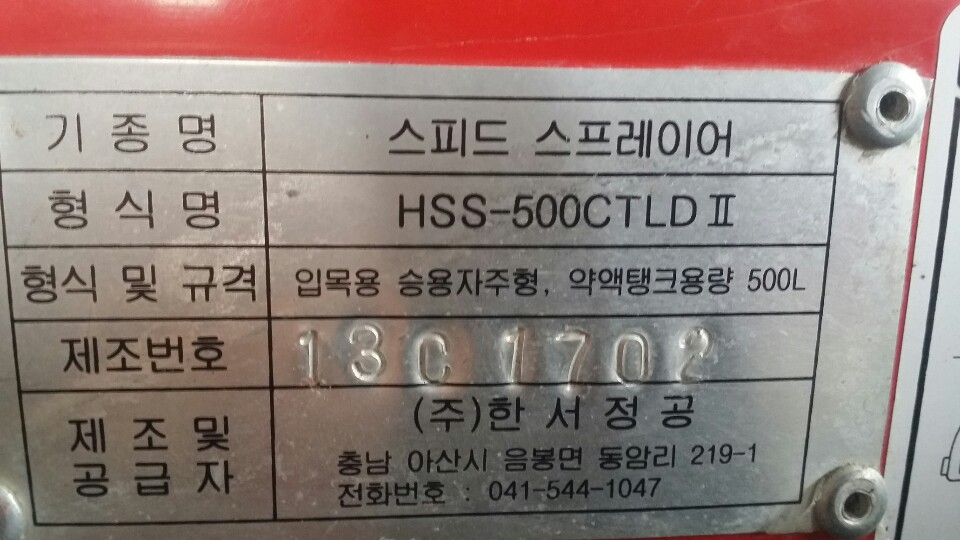 기종명 스피드 스프레이어
형식명 HSS-500CTLDⅡ
형식 및 규격 입목용 승용자주형, 약액탱크용량 500L
제조번호 13C 1702
제조 및 공급자 (주)한서정공
충남 아산시 음봉면 동암리 219-1
전화번호 : 041-544-1047